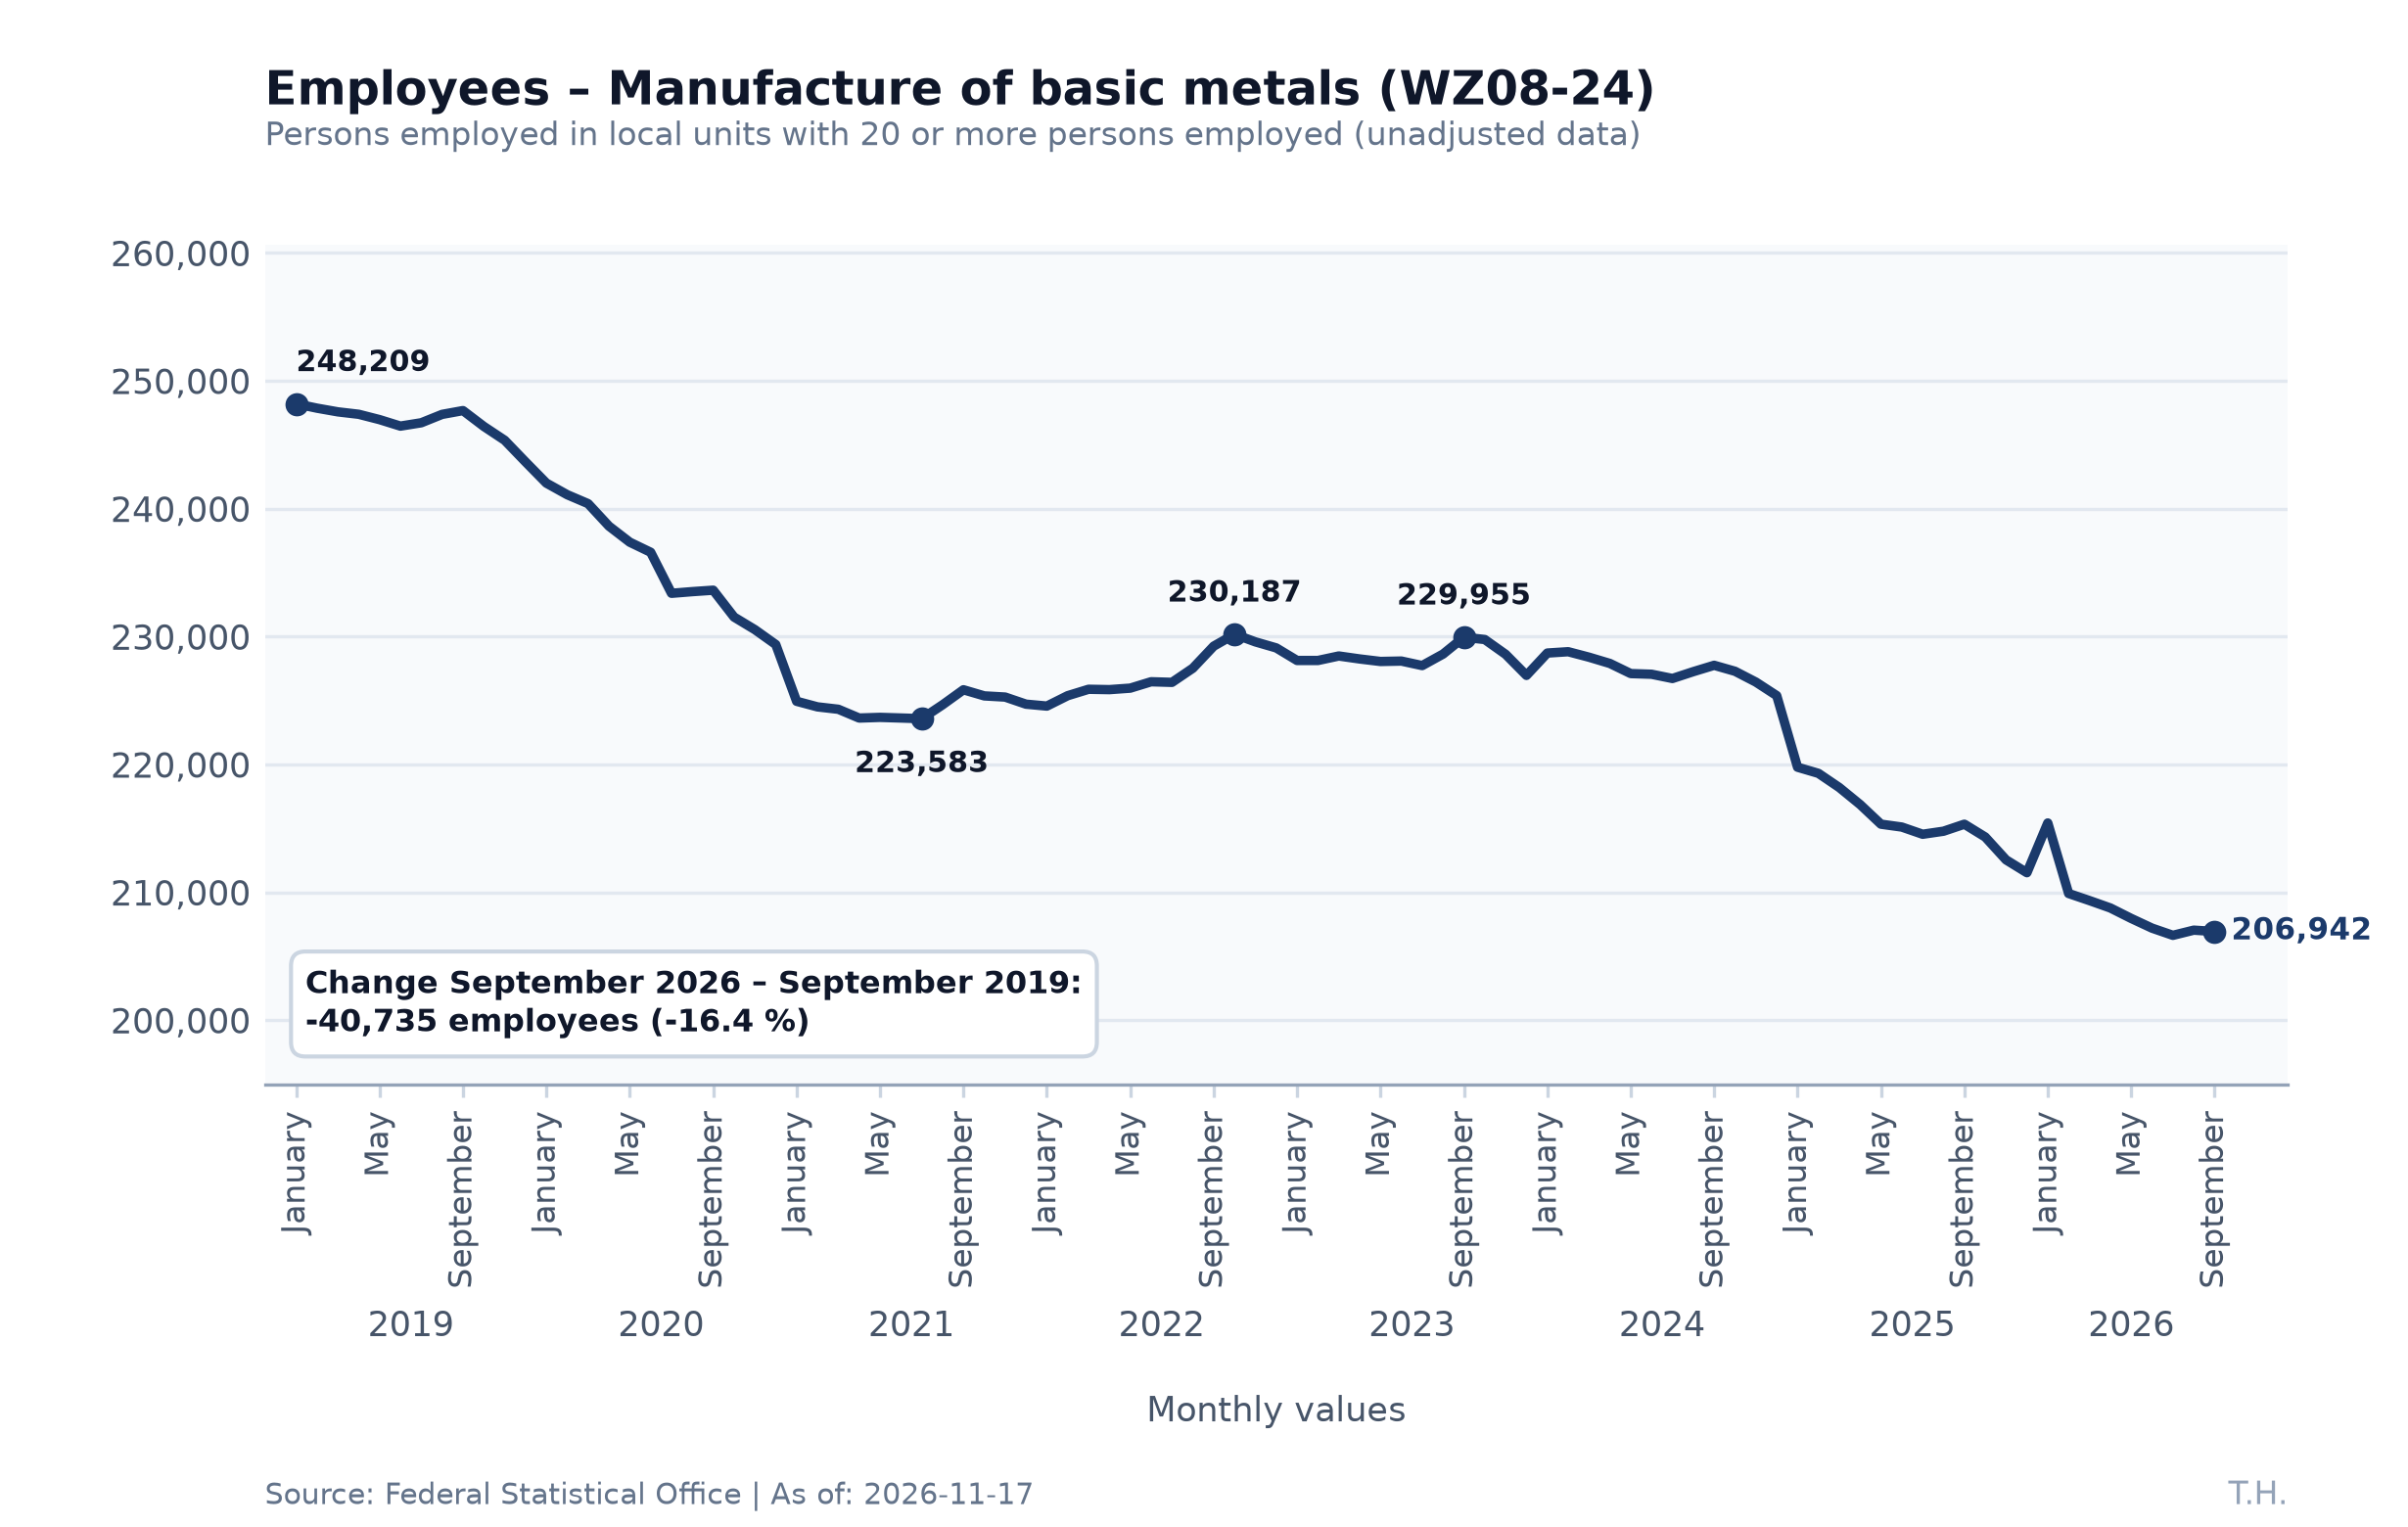 Employees – Manufacture of basic metals (WZ08-24)
Persons employed in local units with 20 or more persons employed (unadjusted data)
260,000
250,000
240,000
230,000
220,000
210,000
200,000
248,209
223,583
230,187
229,955
206,942
Change September 2026 – September 2019:
-40,735 employees (-16.4 %)
January
May
September
January
May
September
January
May
September
January
May
September
January
May
September
January
May
September
January
May
September
January
May
September
2019
2020
2021
2022
2023
2024
2025
2026
Monthly values
Source: Federal Statistical Office | As of: 2026-11-17
T.H.